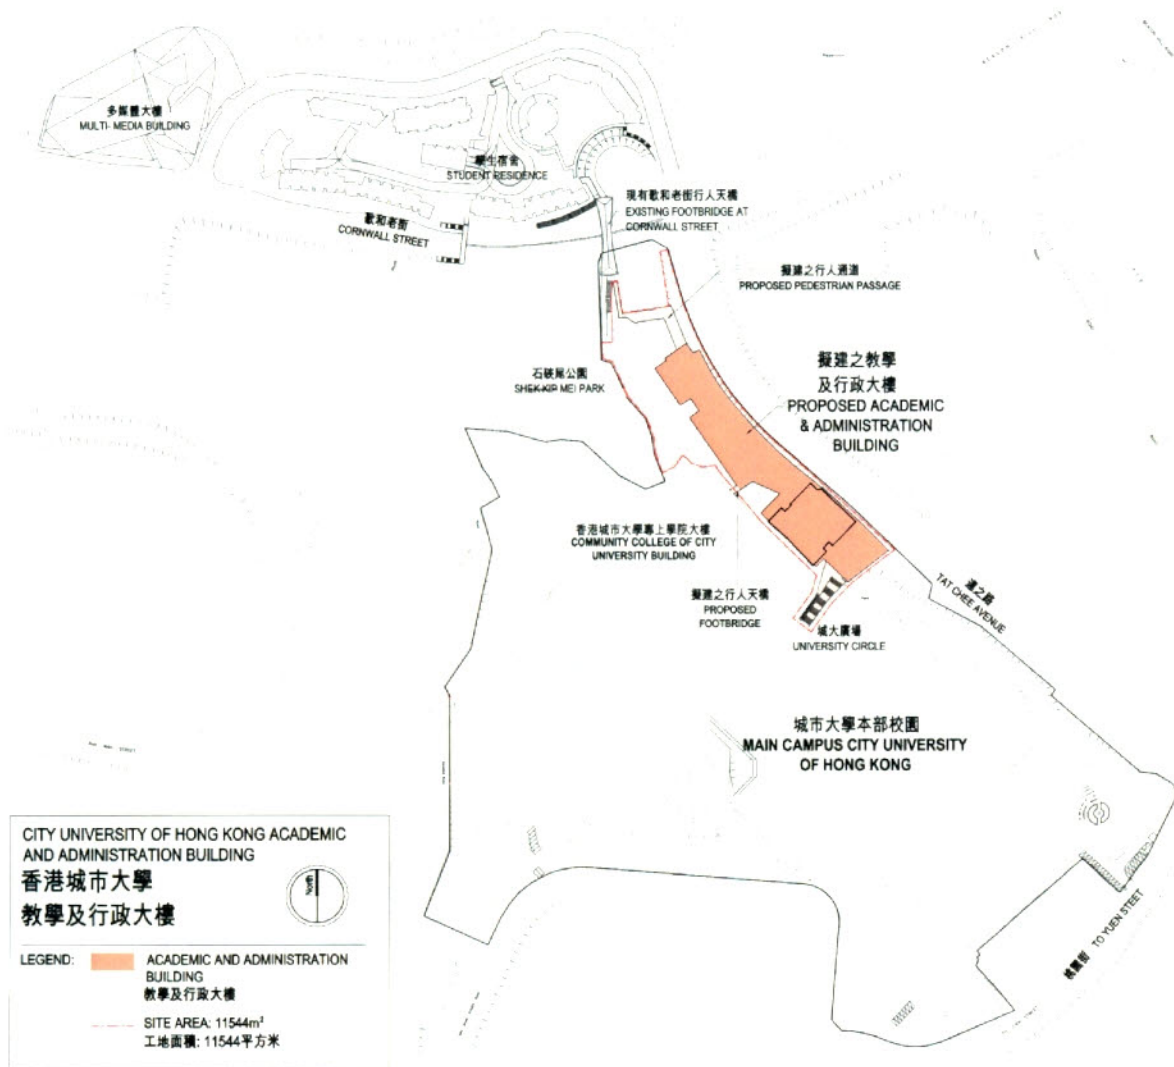 多媒體大樓
MULTI- MEDIA BUILDING
學生宿舍
STUDENT RESIDENCE
歌和老街
CORNWALL STREET
現有歌和老街行人天橋
EXISTING FOOTBRIDGE AT
CORNWALL STREET
擬建之行人通道
PROPOSED PEDESTRIAN PASSAGE
石硤尾公園
SHEK KIP MEI PARK
擬建之教學
及行政大樓
PROPOSED ACADEMIC
& ADMINISTRATION
BUILDING
香港城市大學專上學院大樓
COMMUNITY COLLEGE OF CITY
UNIVERSITY BUILDING
擬建之行人天橋
PROPOSED
FOOTBRIDGE
城大廣場
UNIVERSITY CIRCLE
達之路
TAT CHEE AVENUE
城市大學本部校園
MAIN CAMPUS CITY UNIVERSITY
OF HONG KONG
桃園街 TO YUEN STEET
CITY UNIVERSITY OF HONG KONG ACADEMIC
AND ADMINISTRATION BUILDING
香港城市大學
教學及行政大樓
North
LEGEND:
ACADEMIC AND ADMINISTRATION
BUILDING
教學及行政大樓
SITE AREA: 11544m²
工地面積: 11544平方米